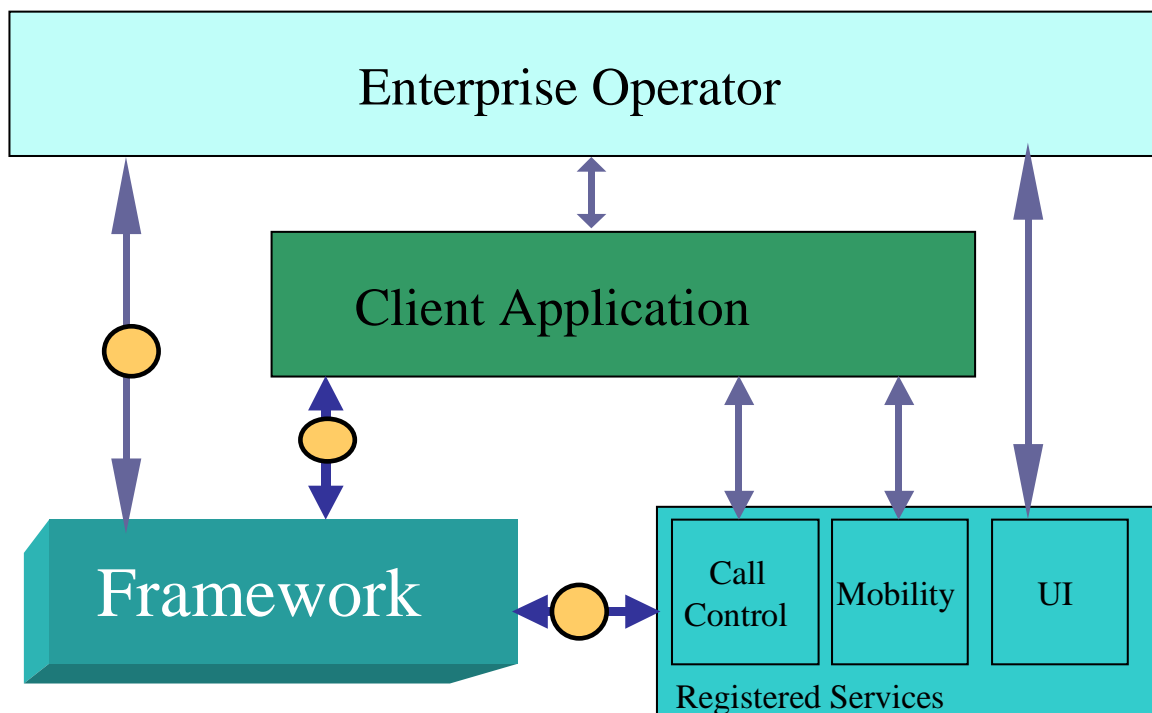 Enterprise Operator
Client Application
Framework
Call
Control
Mobility
UI
Registered Services